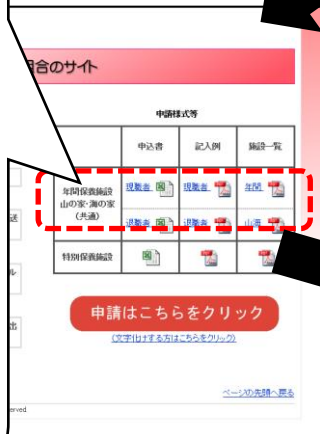 合のサイト
申請様式等
申込書 記入例 施設一覧
年間保養施設
山の家・海の家
(共通)
現職者 現職者 年間
退職者 退職者 山海
特別保養施設
送
ル
出
申請はこちらをクリック
(文字化けする方はこちらをクリック)
ページの先頭へ戻る
erved